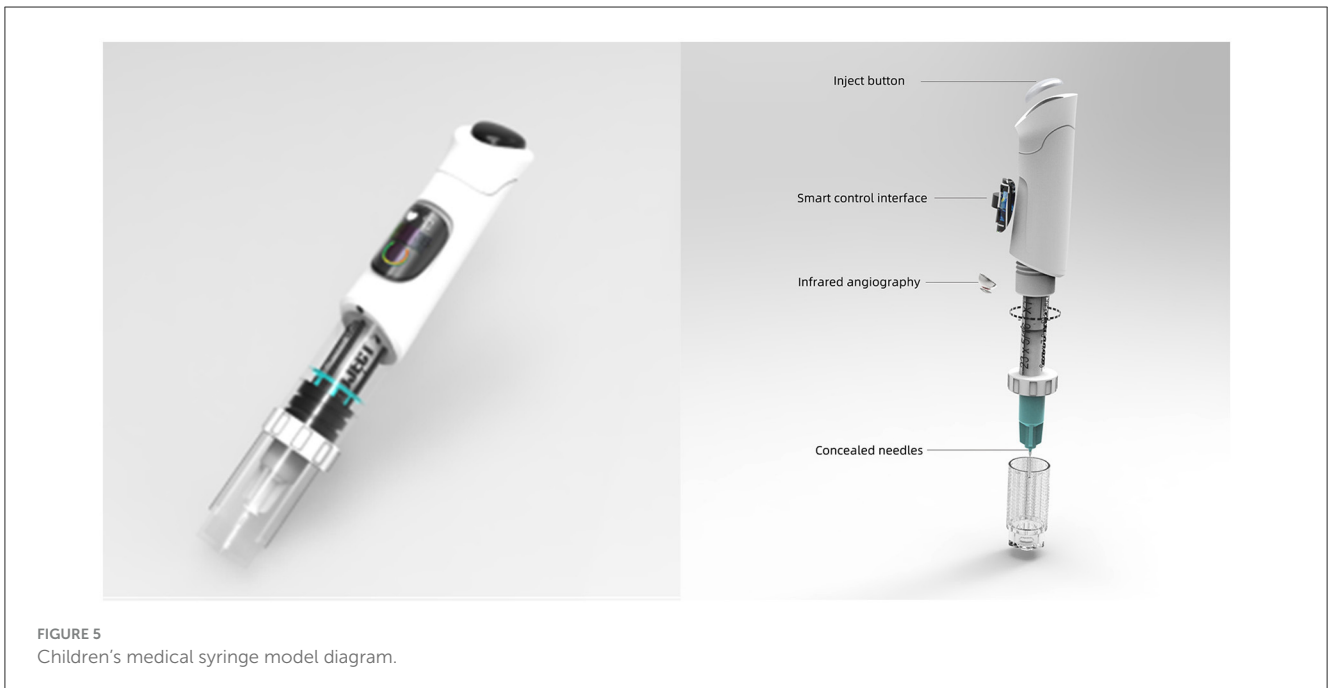 Inject button
Smart control interface
Infrared angiography
Concealed needles
FIGURE 5
Children's medical syringe model diagram.